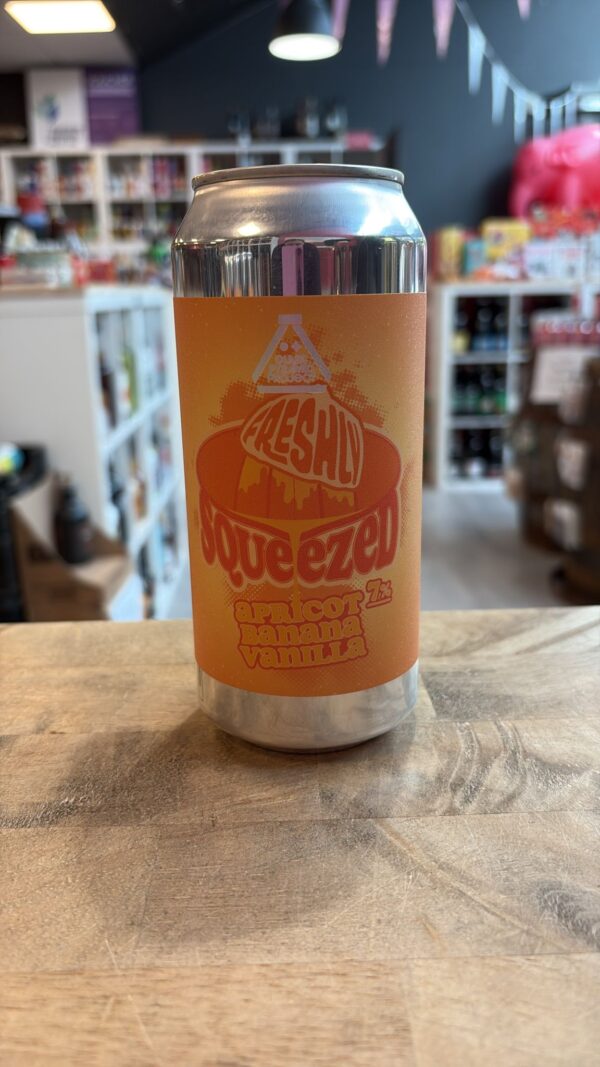 FRESHLY
SQUEEZED
APRICOT 7%
BANANA
VANILLA